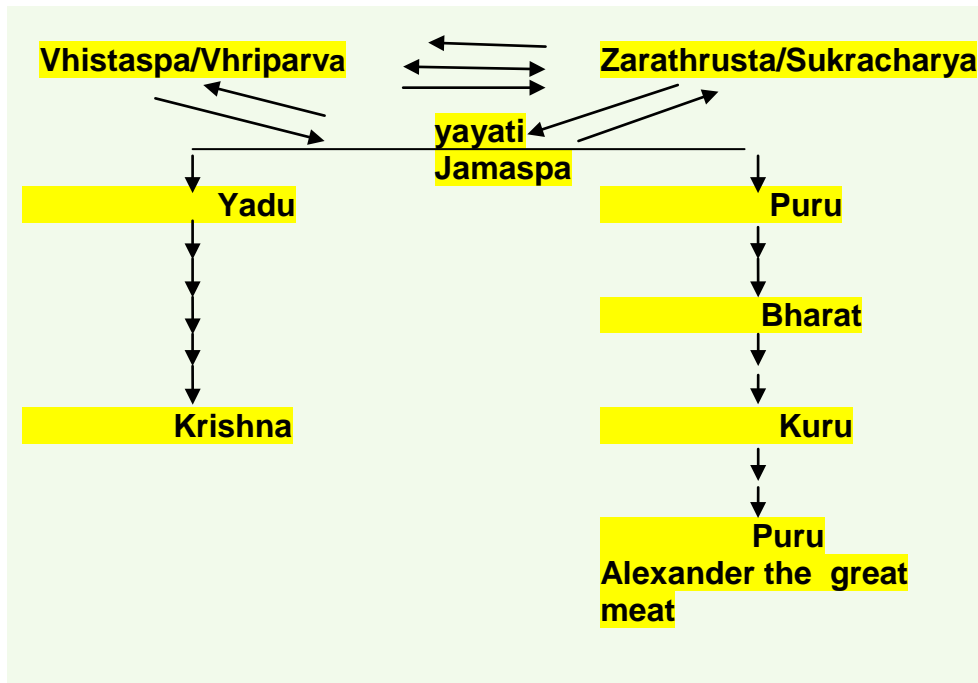 Vhistaspa/Vhriparva
Zarathrusta/Sukracharya
yayati
Jamaspa
Yadu
Puru
Bharat
Krishna
Kuru
Puru
Alexander the great
meat